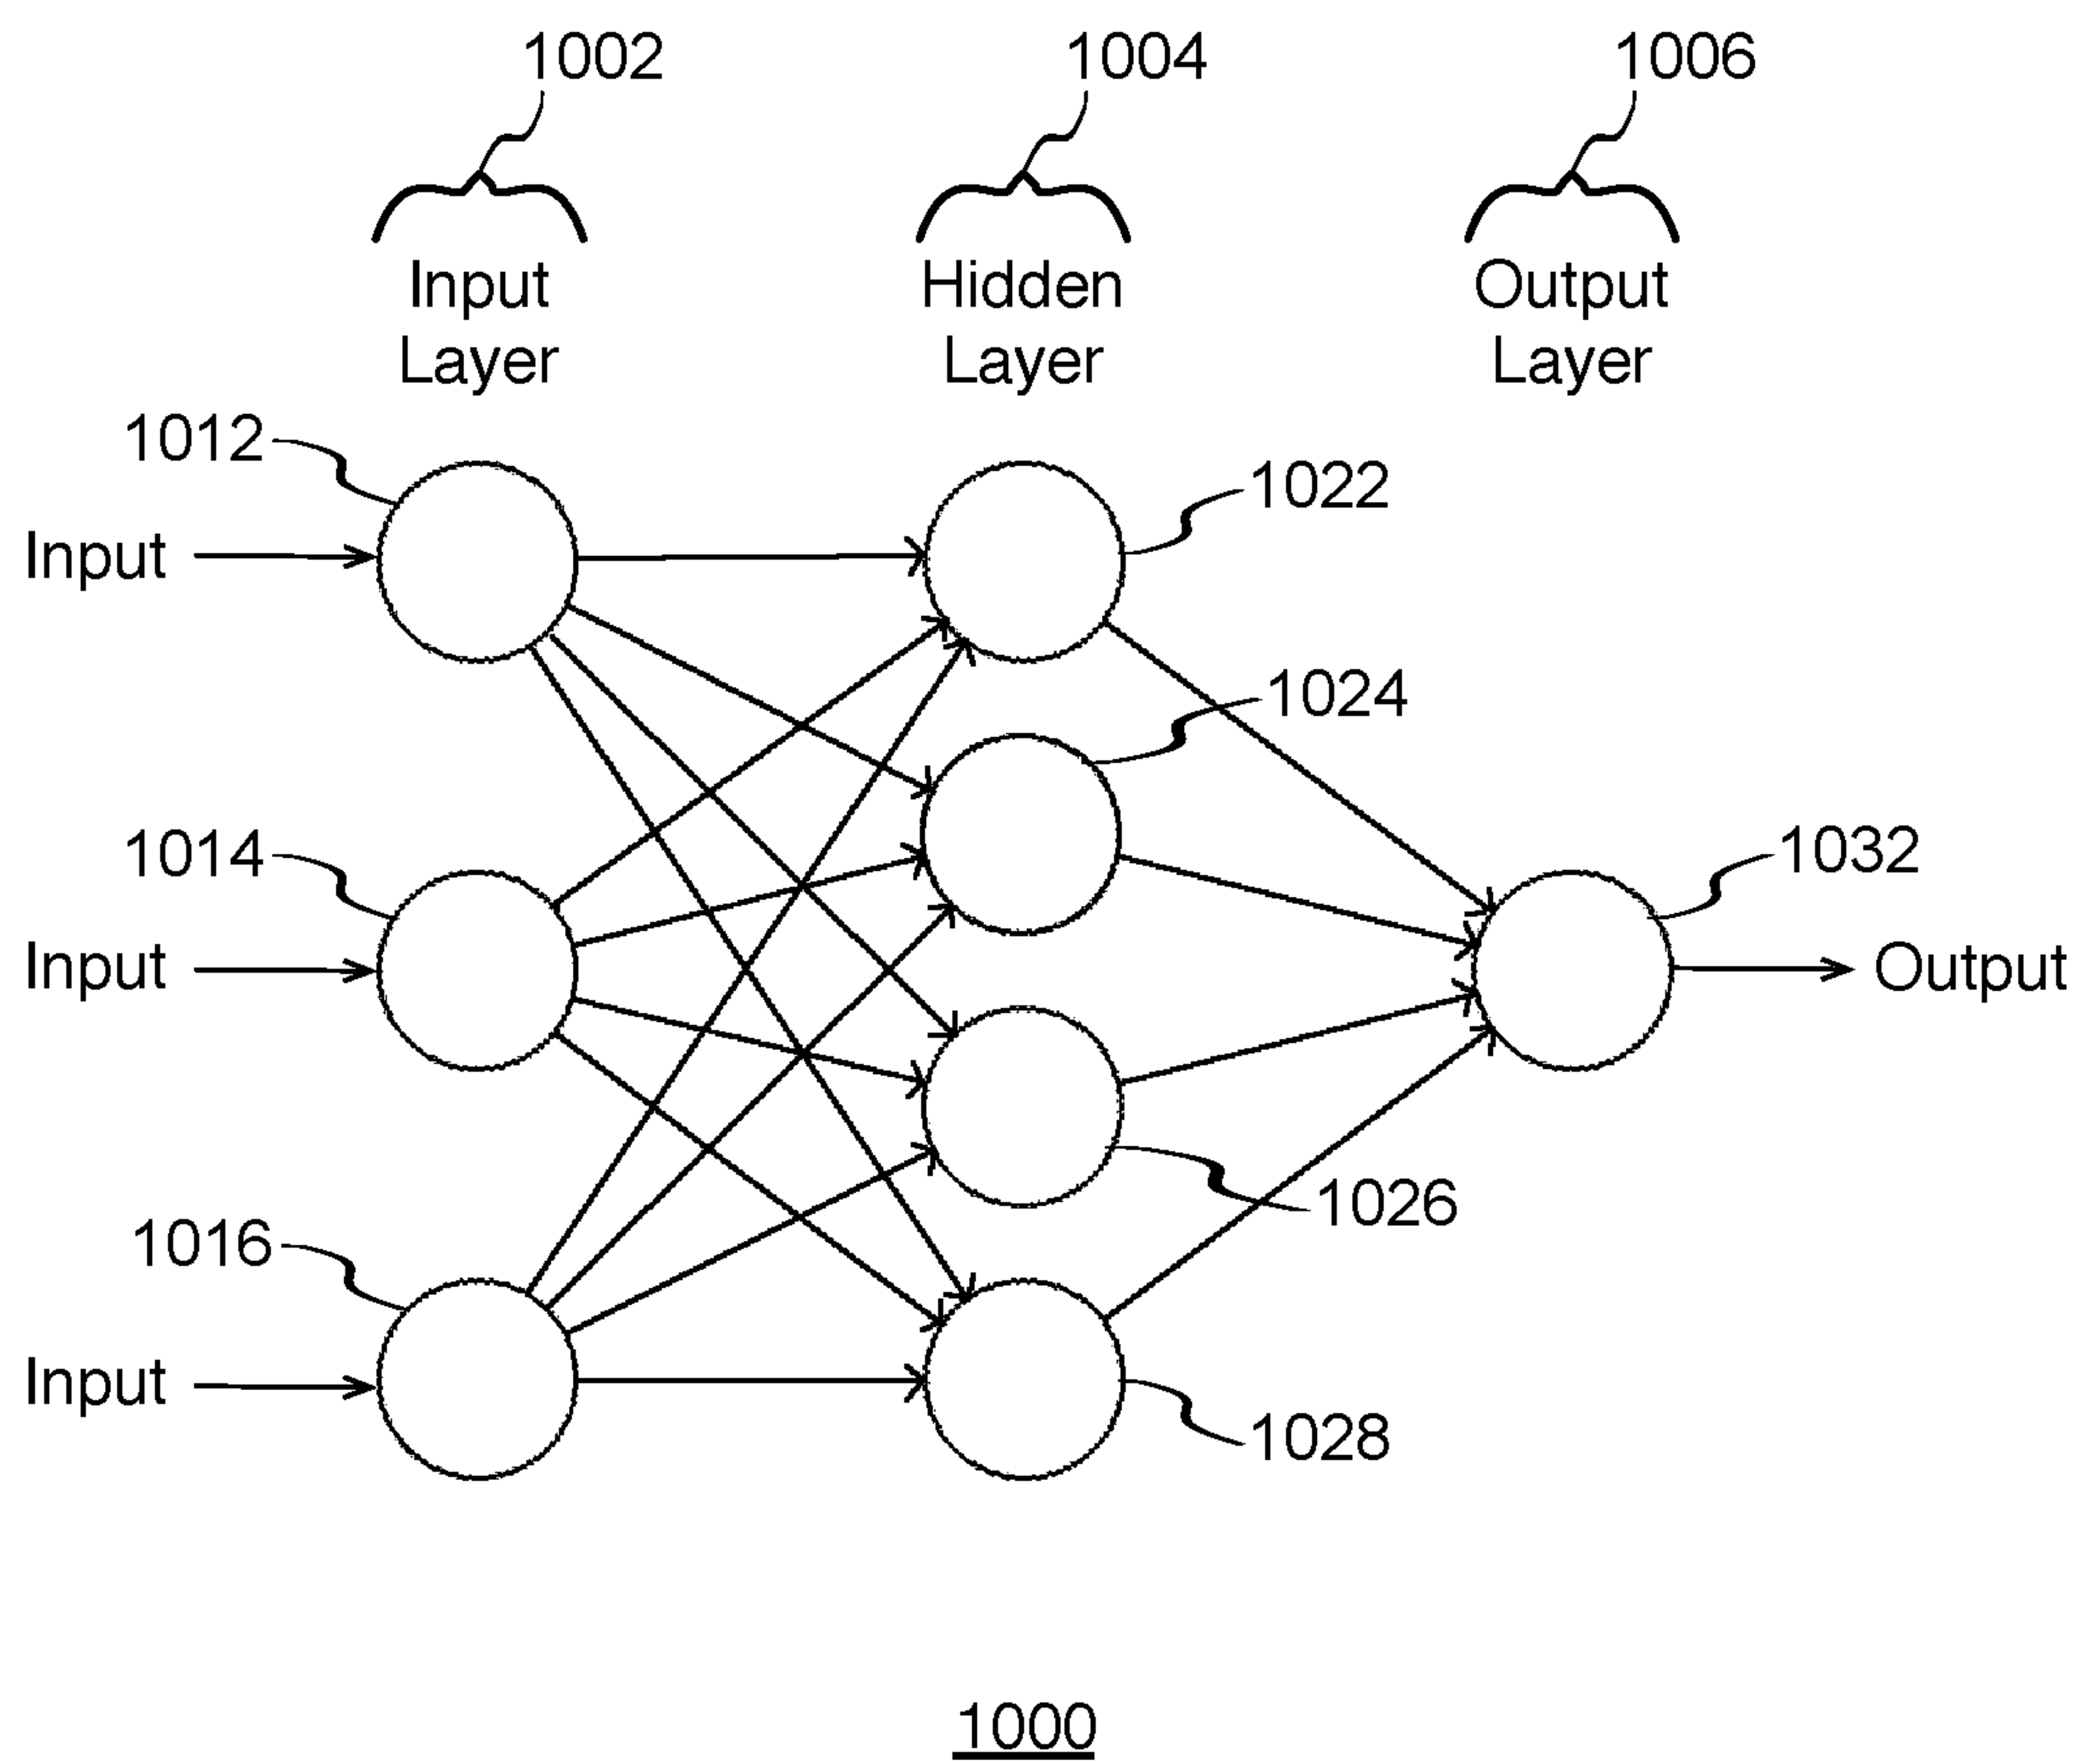 1002
1004
1006
Input
Layer
Hidden
Layer
Output
Layer
1012
1022
Input
1024
1014
1032
Input
Output
1026
1016
Input
1028
1000